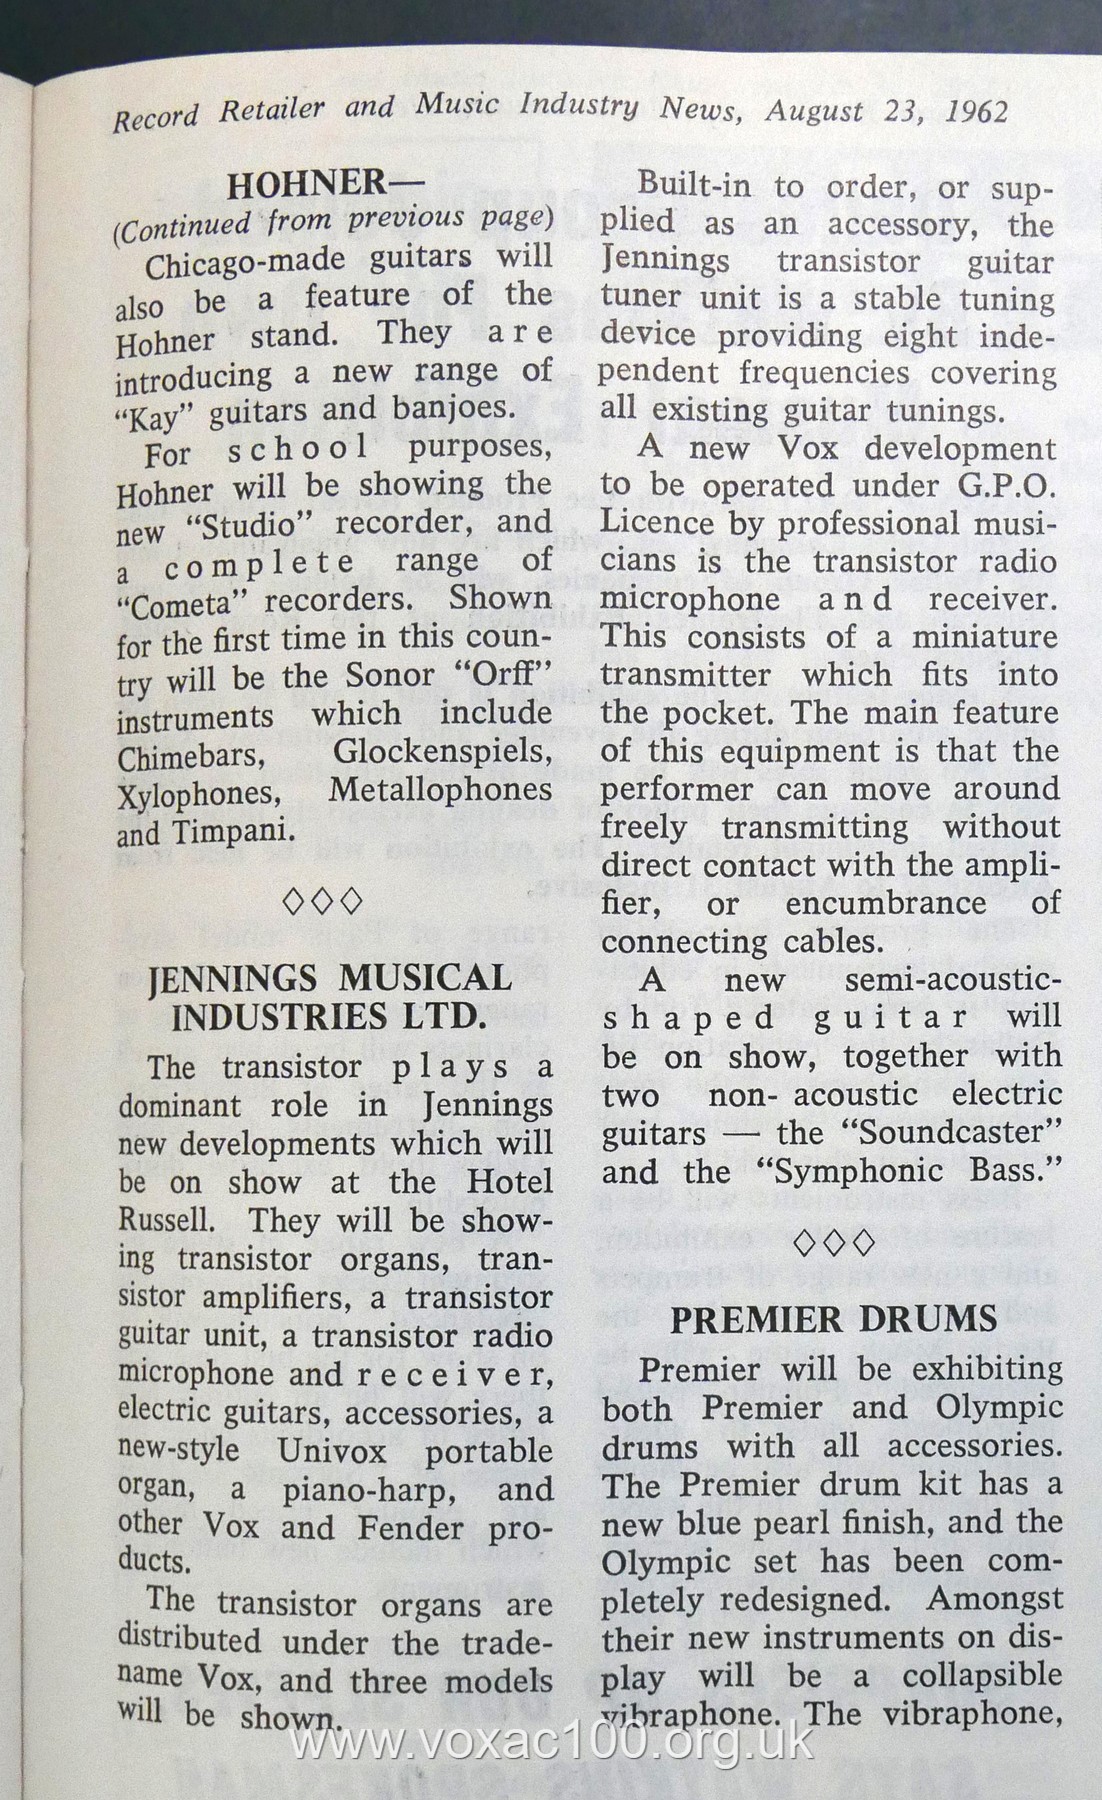 Record Retailer and Music Industry News, August 23, 1962
HOHNER—
(Continued from previous page)
Chicago-made guitars will
also be a feature of the
Hohner stand. They are
introducing a new range of
“Kay” guitars and banjoes.
For school purposes,
Hohner will be showing the
new “Studio” recorder, and
a complete range of
“Cometa” recorders. Shown
for the first time in this coun-
try will be the Sonor “Orff”
instruments which include
Chimebars, Glockenspiels,
Xylophones, Metallophones
and Timpani.
◇◇◇
JENNINGS MUSICAL
INDUSTRIES LTD.
The transistor plays a
dominant role in Jennings
new developments which will
be on show at the Hotel
Russell. They will be show-
ing transistor organs, tran-
sistor amplifiers, a transistor
guitar unit, a transistor radio
microphone and receiver,
electric guitars, accessories, a
new-style Univox portable
organ, a piano-harp, and
other Vox and Fender pro-
ducts.
The transistor organs are
distributed under the trade-
name Vox, and three models
will be shown.
Built-in to order, or sup-
plied as an accessory, the
Jennings transistor guitar
tuner unit is a stable tuning
device providing eight inde-
pendent frequencies covering
all existing guitar tunings.
A new Vox development
to be operated under G.P.O.
Licence by professional musi-
cians is the transistor radio
microphone and receiver.
This consists of a miniature
transmitter which fits into
the pocket. The main feature
of this equipment is that the
performer can move around
freely transmitting without
direct contact with the ampli-
fier, or encumbrance of
connecting cables.
A new semi-acoustic-
shaped guitar will
be on show, together with
two non- acoustic electric
guitars — the “Soundcaster”
and the “Symphonic Bass.”
◇◇◇
PREMIER DRUMS
Premier will be exhibiting
both Premier and Olympic
drums with all accessories.
The Premier drum kit has a
new blue pearl finish, and the
Olympic set has been com-
pletely redesigned. Amongst
their new instruments on dis-
play will be a collapsible
vibraphone. The vibraphone,
www.voxac100.org.uk